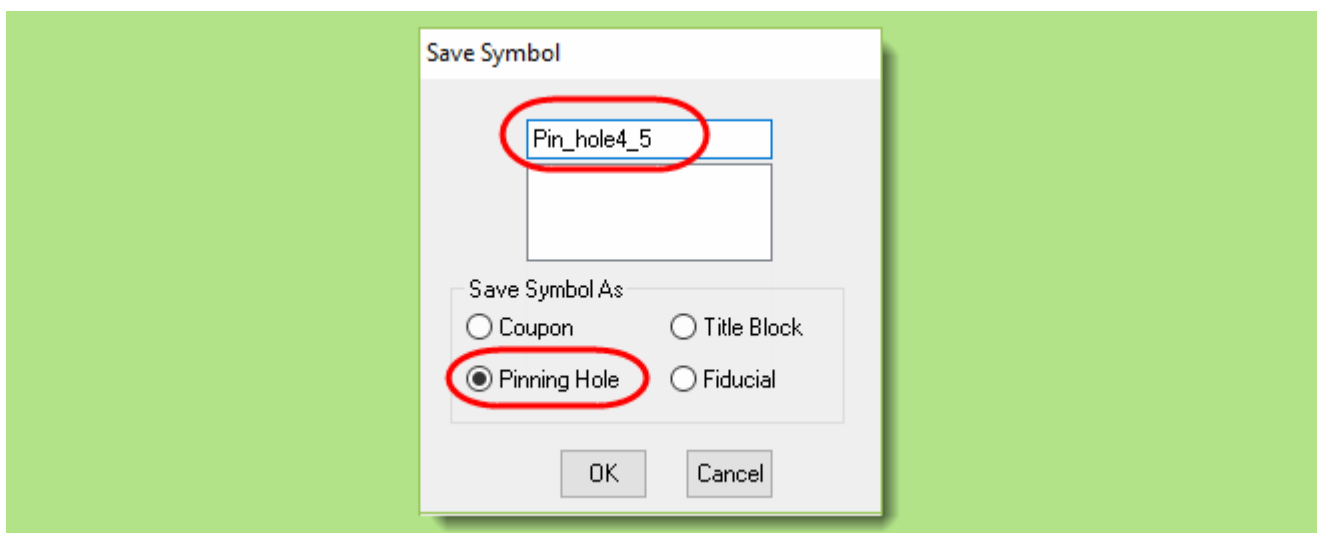 Save Symbol
Pin_hole4_5
Save Symbol As
Coupon
Title Block
Pinning Hole
Fiducial
OK
Cancel